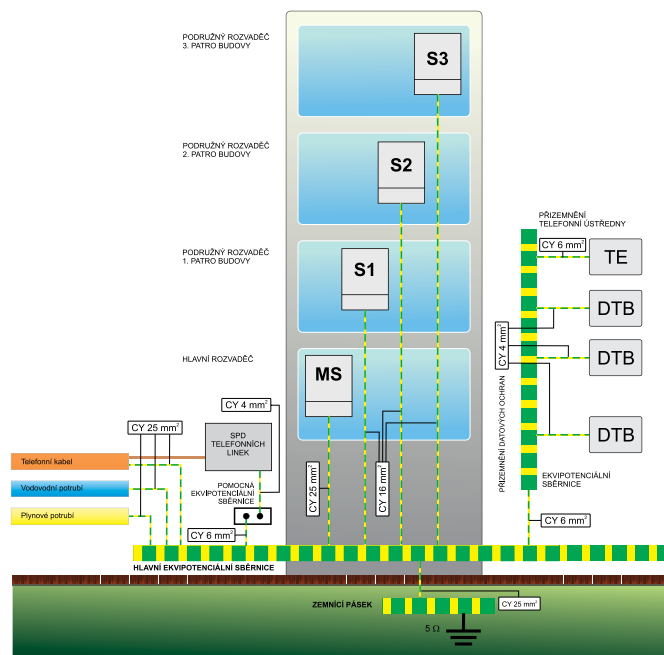 PODRUŽNÝ ROZVADĚČ
3. PATRO BUDOVY
S3
PODRUŽNÝ ROZVADĚČ
2. PATRO BUDOVY
S2
PŘIZEMNĚNÍ
TELEFONNÍ ÚSTŘEDNY
CY 6 mm²
TE
PODRUŽNÝ ROZVADĚČ
1. PATRO BUDOVY
S1
DTB
CY 4 mm²
DTB
HLAVNÍ ROZVADĚČ
MS
PŘIZEMNĚNÍ DATOVÝCH OCHRAN
CY 4 mm²
CY 25 mm²
SPD
TELEFONNÍCH
LINEK
DTB
Telefonní kabel
CY 25 mm²
CY 16 mm²
EKVIPOTENCIÁLNÍ
SBĚRNICE
Vodovodní potrubí
POMOCNÁ
EKVIPOTENCIÁLNÍ
SBĚRNICE
Plynové potrubí
CY 6 mm²
CY 6 mm²
HLAVNÍ EKVIPOTENCIÁLNÍ SBĚRNICE
ZEMNÍCÍ PÁSEK
CY 25 mm²
5 Ω